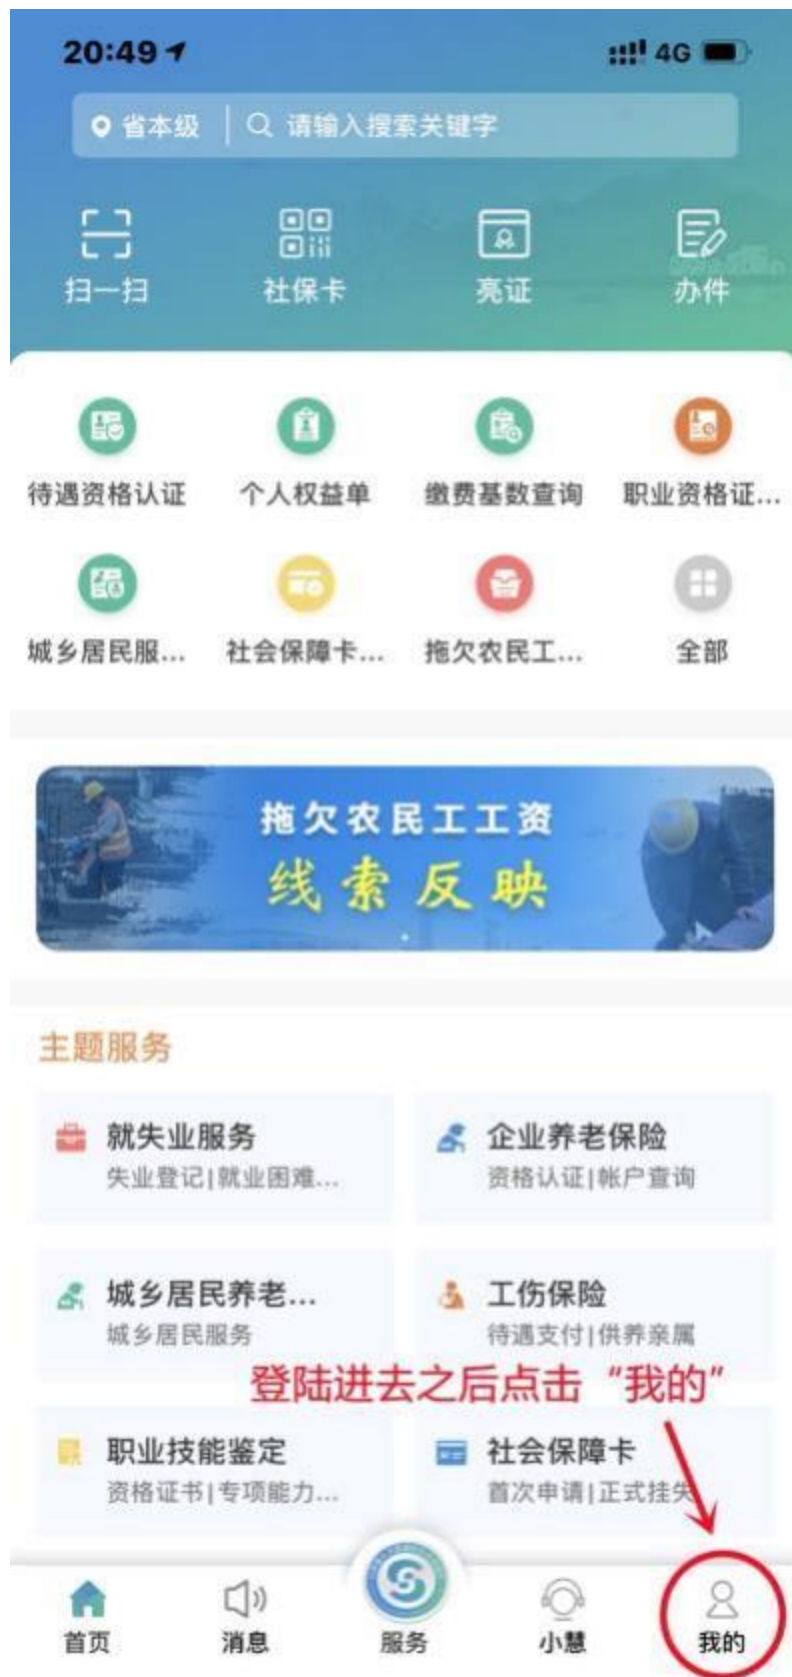 20:49 4G
省本级 请输入搜索关键字
扫一扫 社保卡 亮证 办件
待遇资格认证 个人权益单 缴费基数查询 职业资格证...
城乡居民服... 社会保障卡... 拖欠农民工... 全部
拖欠农民工工资
线索反映
主题服务
就失业服务 企业养老保险
失业登记|就业困难... 资格认证|帐户查询
城乡居民养老... 工伤保险
城乡居民服务 待遇支付|供养亲属
登陆进去之后点击“我的”
职业技能鉴定 社会保障卡
资格证书|专项能力... 首次申请|正式挂失
首页 消息 服务 小慧 我的